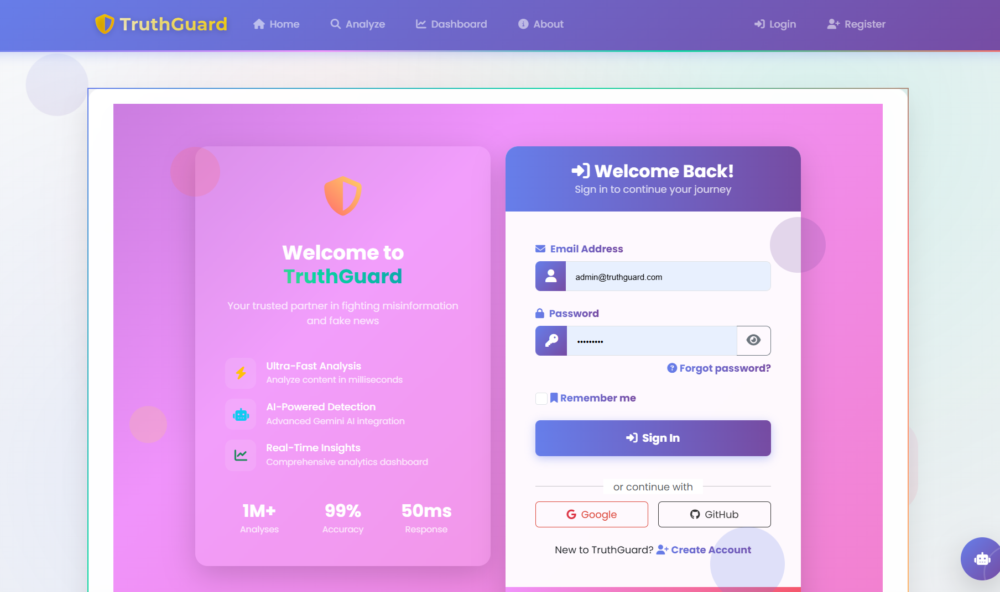 TruthGuard
Home
Analyze
Dashboard
About
Login
Register
Welcome to
TruthGuard
Your trusted partner in fighting misinformation
and fake news
Ultra-Fast Analysis
Analyze content in milliseconds
AI-Powered Detection
Advanced Gemini AI integration
Real-Time Insights
Comprehensive analytics dashboard
1M+
Analyses
99%
Accuracy
50ms
Response
Welcome Back!
Sign in to continue your journey
Email Address
admin@truthguard.com
Password
•••••••••
Forgot password?
Remember me
Sign In
or continue with
Google
GitHub
New to TruthGuard? Create Account